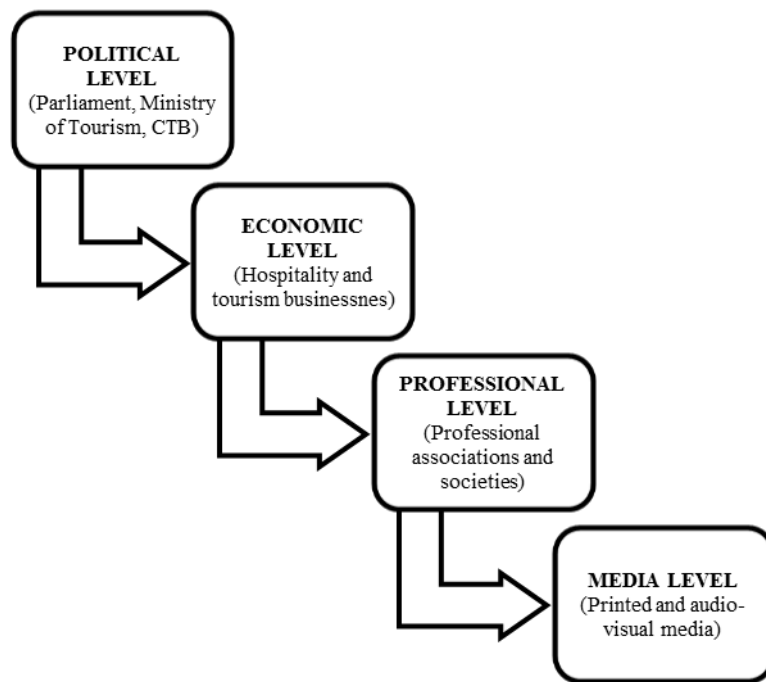 POLITICAL
LEVEL
(Parliament, Ministry
of Tourism, CTB)
ECONOMIC
LEVEL
(Hospitality and
tourism businessnes)
PROFESSIONAL
LEVEL
(Professional
associations and
societies)
MEDIA LEVEL
(Printed and audio-
visual media)